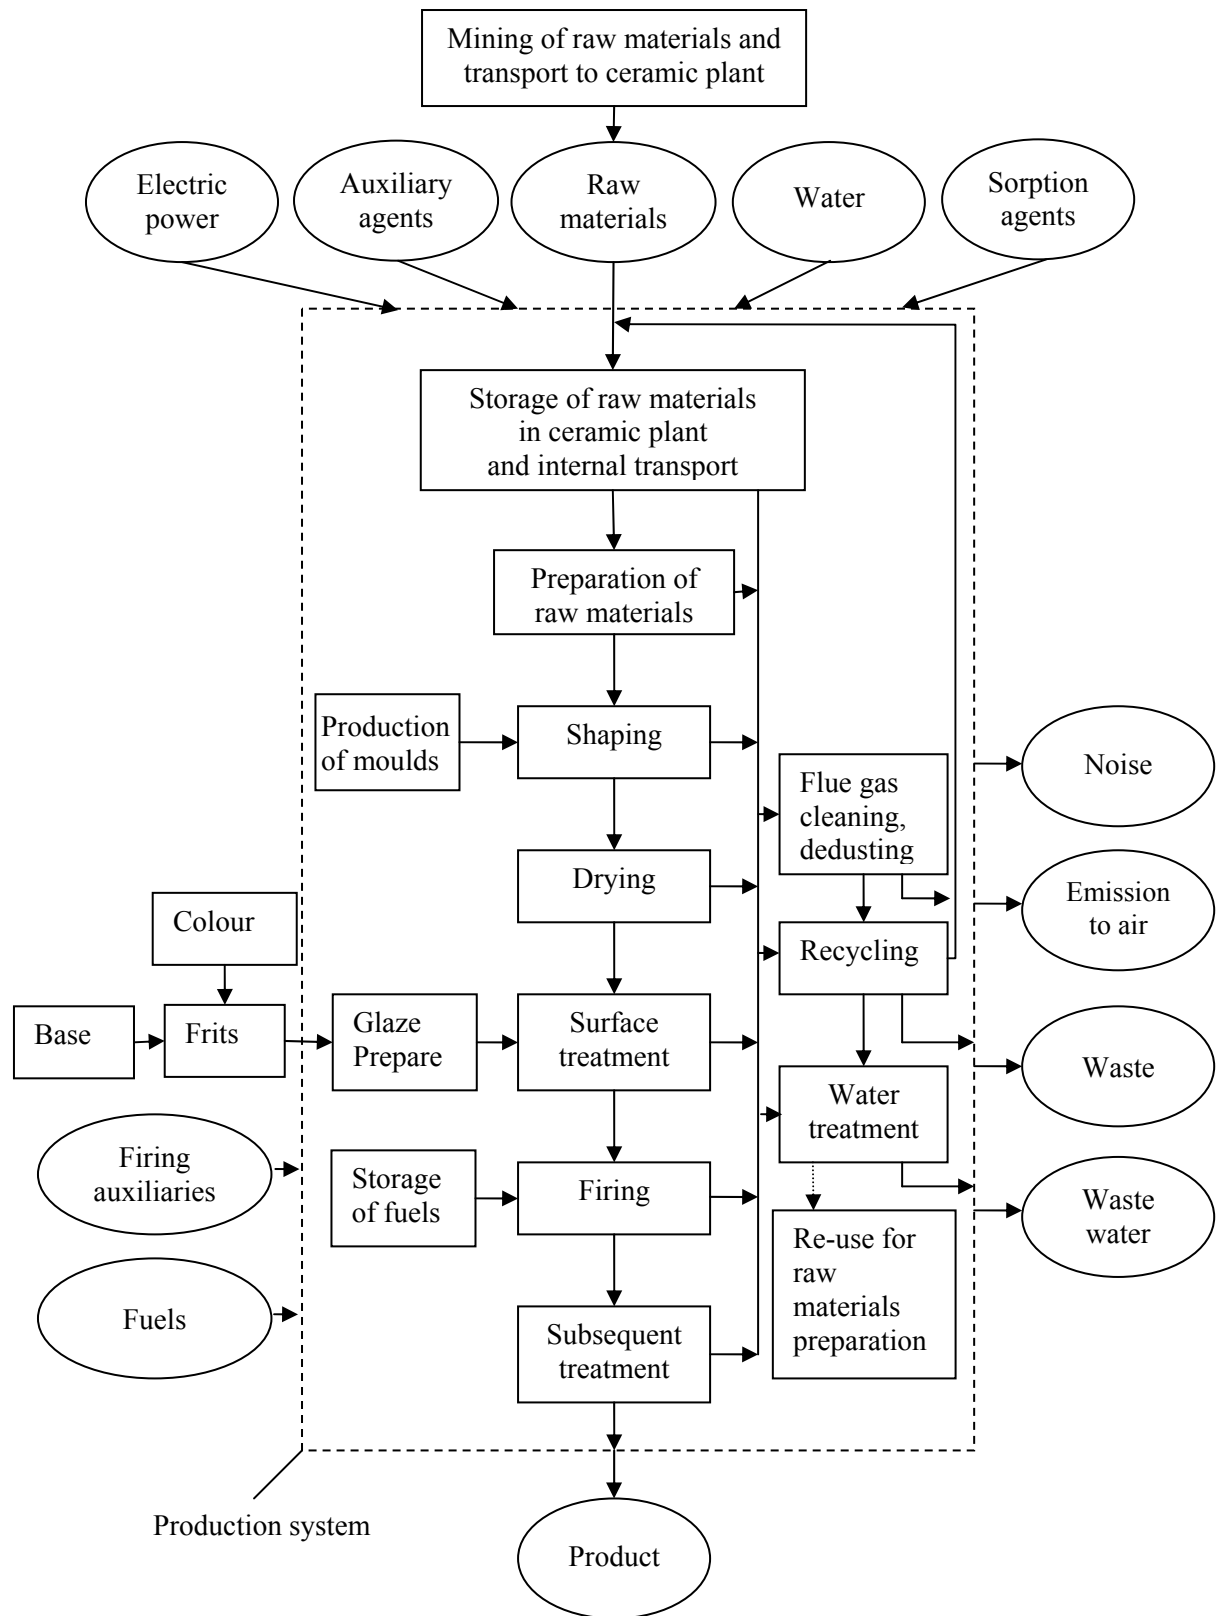 Mining of raw materials and
transport to ceramic plant
Electric
power
Auxiliary
agents
Raw
materials
Water
Sorption
agents
Storage of raw materials
in ceramic plant
and internal transport
Preparation of
raw materials
Production
of moulds
Shaping
Flue gas
cleaning,
dedusting
Noise
Drying
Emission
to air
Colour
Recycling
Base
Frits
Glaze
Prepare
Surface
treatment
Waste
Water
treatment
Firing
auxiliaries
Storage
of fuels
Firing
Waste
water
Re-use for
raw
materials
preparation
Fuels
Subsequent
treatment
Production system
Product